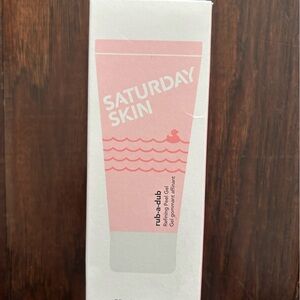 SATURDAY
SKIN
rub-a-dub
Refining Peel Gel
Gel gommant affinant